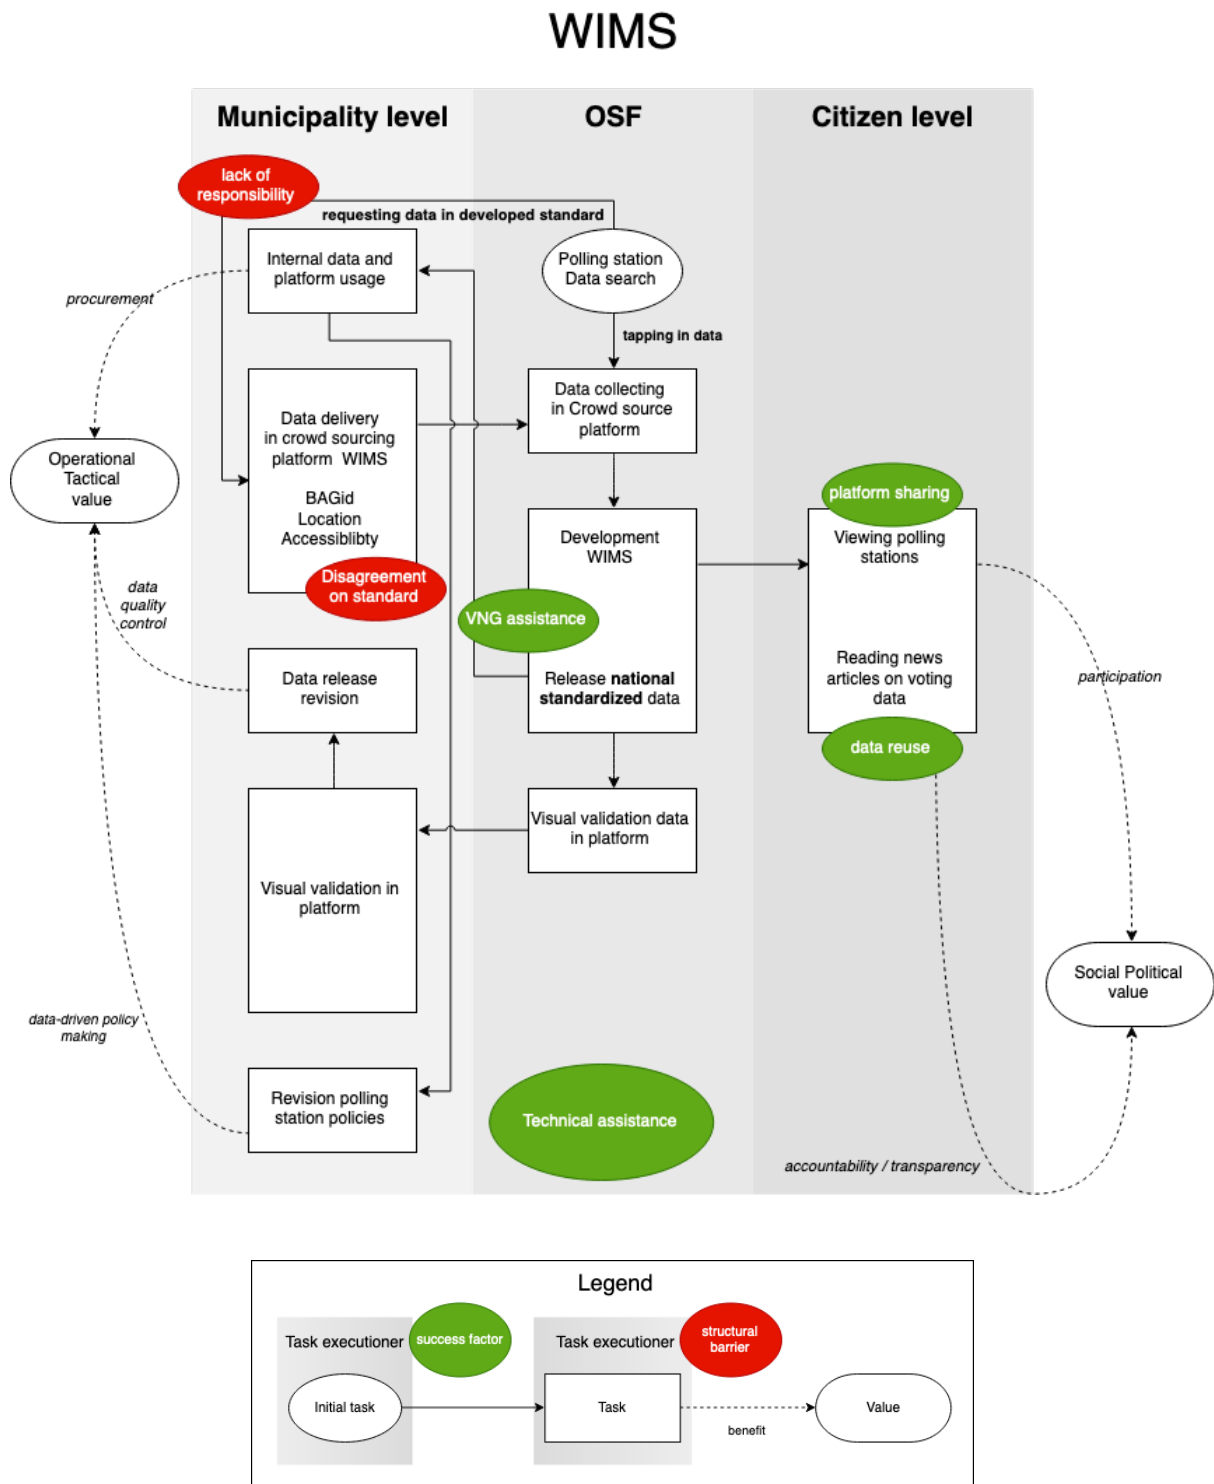 WIMS
Municipality level
OSF
Citizen level
lack of
responsibility
requesting data in developed standard
Internal data and
platform usage
Polling station
Data search
procurement
tapping in data
Data delivery
in crowd sourcing
platform WIMS
BAGid
Location
Accessiblibty
Data collecting
in Crowd source
platform
Operational
Tactical
value
platform sharing
Viewing polling
stations
Development
WIMS
Disagreement
on standard
data
quality
control
VNG assistance
Reading news
articles on voting
data
Data release
revision
Release national
standardized data
participation
data reuse
Visual validation data
in platform
Visual validation in
platform
Social Political
value
data-driven policy
making
Revision polling
station policies
Technical assistance
accountability / transparency
Legend
Task executioner
success factor
Task executioner
structural
barrier
Initial task
Task
benefit
Value